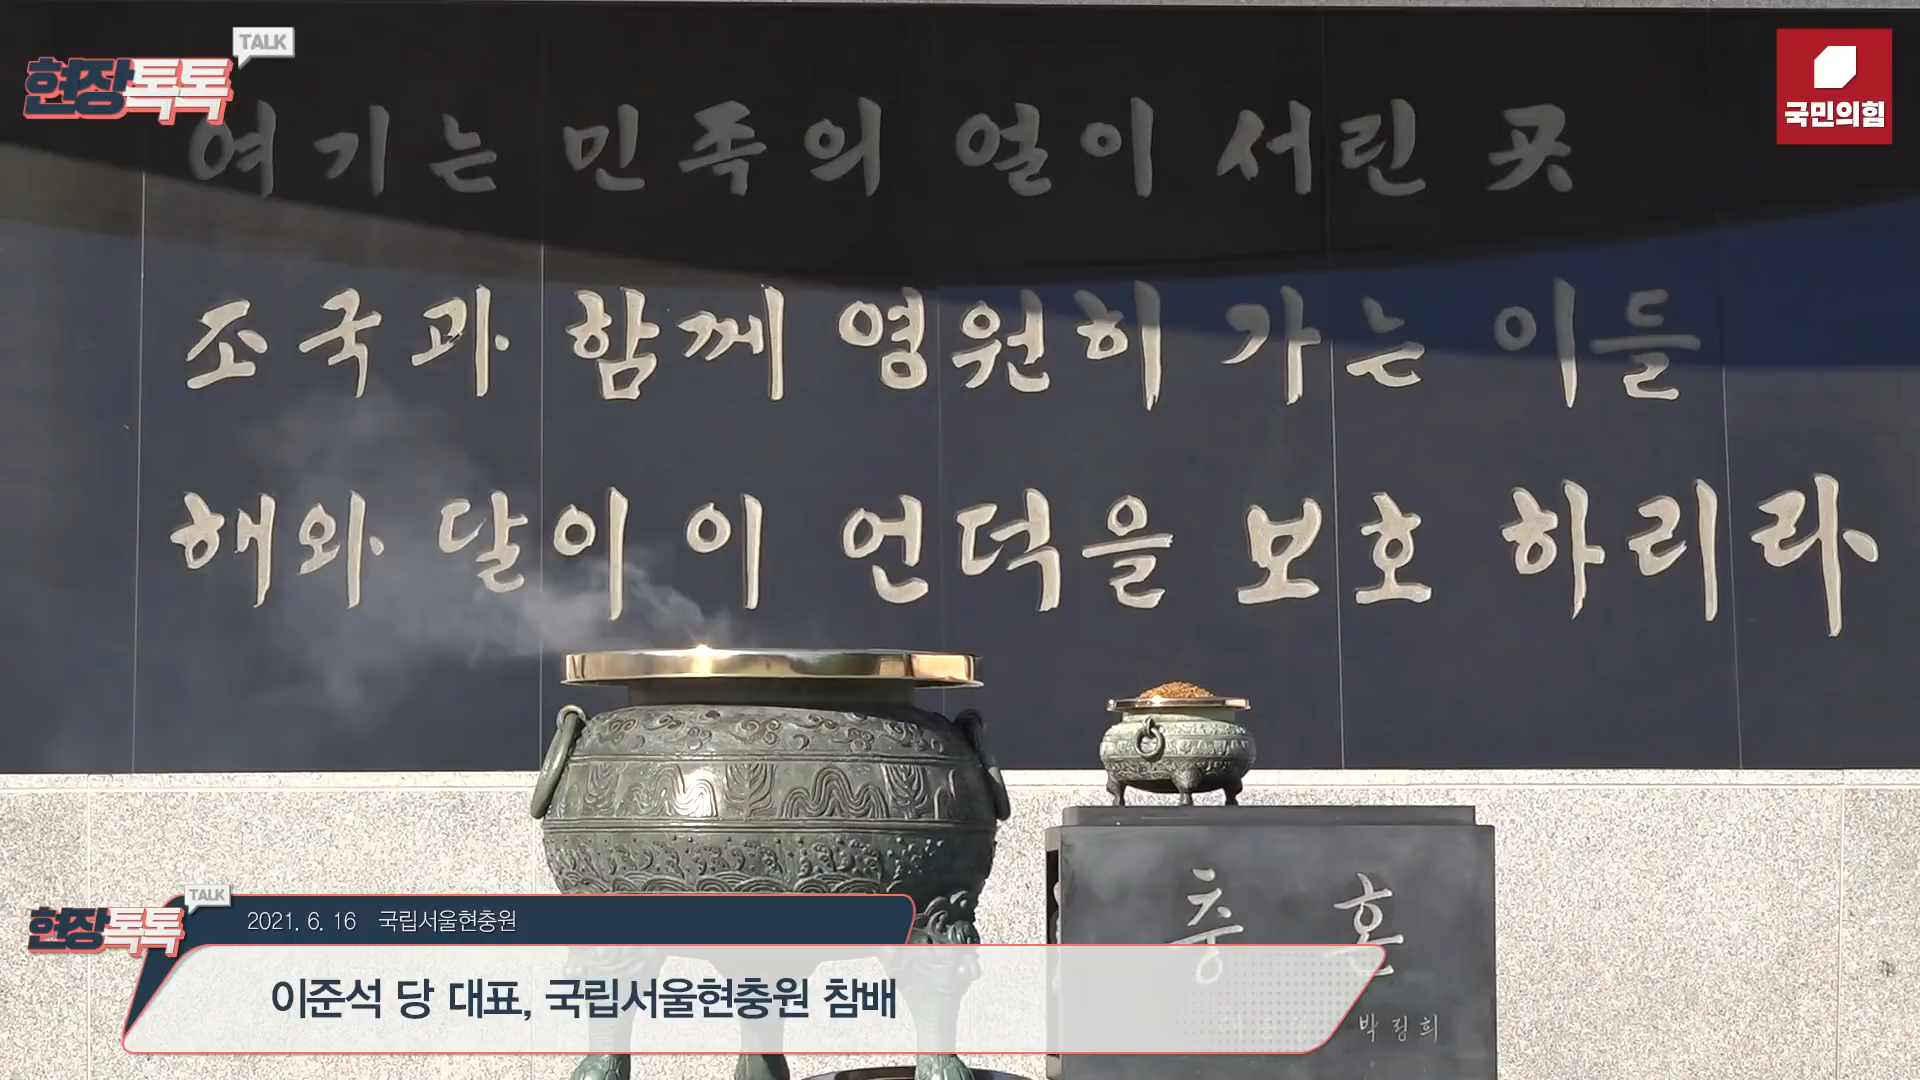 TALK
현장톡톡
국민의힘
여기는 민족의 얼이 서린 곳
조국과 함께 영원히 가는 이들
해와 달이 이 언덕을 보호 하리라
충혼
박정희
TALK
현장톡톡
2021. 6. 16 국립서울현충원
이준석 당 대표, 국립서울현충원 참배